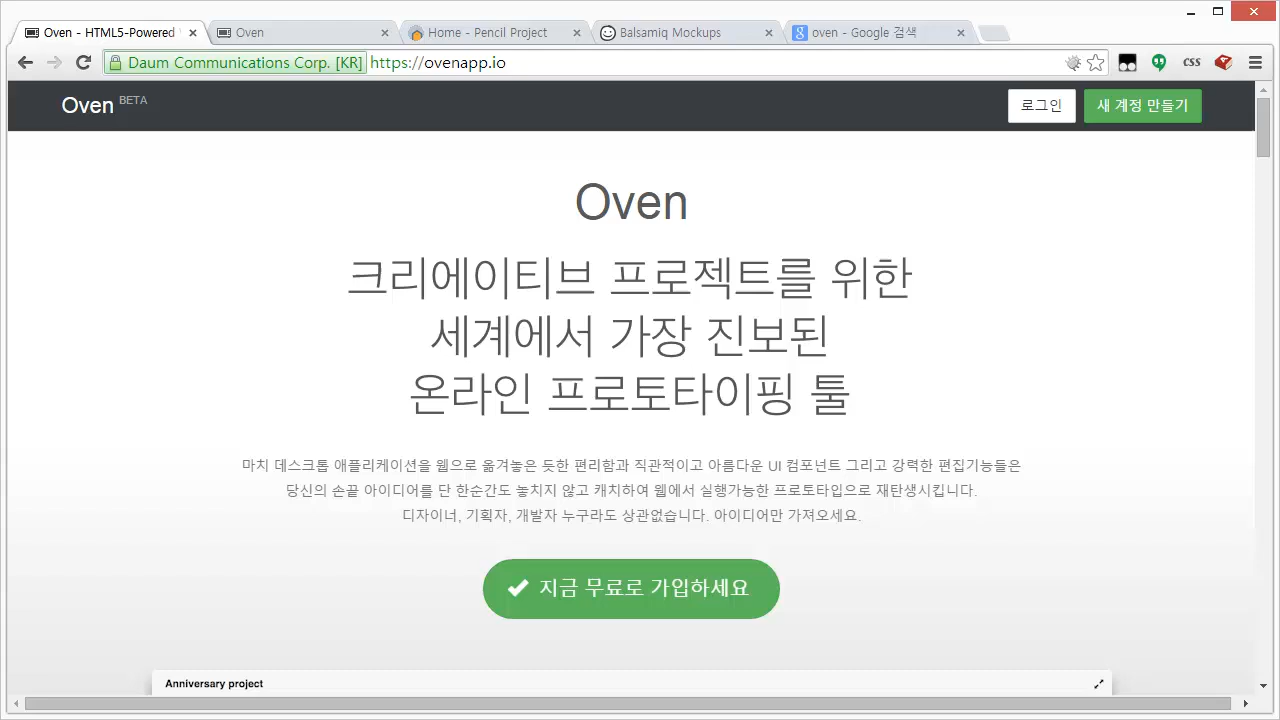 Oven - HTML5-Powered
Oven
Home - Pencil Project
Balsamiq Mockups
oven - Google 검색
Daum Communications Corp. [KR]
https://ovenapp.io
css
Oven BETA
로그인
새 계정 만들기
Oven
크리에이티브 프로젝트를 위한
세계에서 가장 진보된
온라인 프로토타이핑 툴
마치 데스크톱 애플리케이션을 웹으로 옮겨놓은 듯한 편리함과 직관적이고 아름다운 UI 컴포넌트 그리고 강력한 편집기능들은
당신의 손끝 아이디어를 단 한순간도 놓치지 않고 캐치하여 웹에서 실행가능한 프로토타입으로 재탄생시킵니다.
디자이너, 기획자, 개발자 누구라도 상관없습니다. 아이디어만 가져오세요.
지금 무료로 가입하세요
Anniversary project